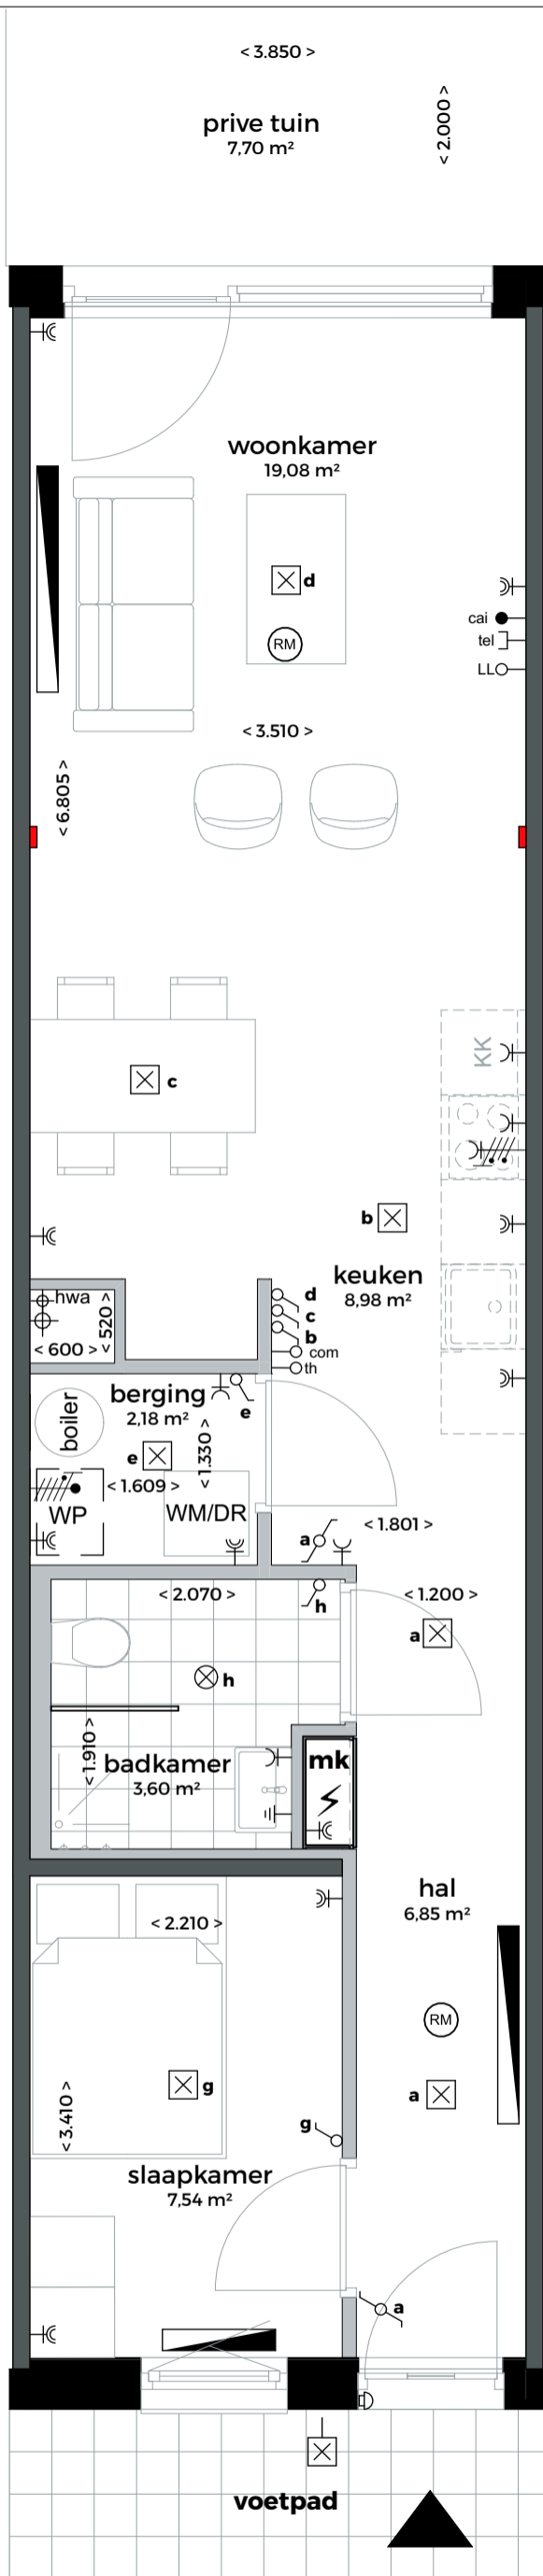 < 3.850 >
< 2.000 >
prive tuin
7,70 m²
woonkamer
19,08 m²
d
RM
cai
tel
LL
< 3.510 >
< 6.805 >
KK
c
b
keuken
8,98 m²
hwa
< 520 >
< 600 >
d
c
b
com
th
berging
2,18 m²
e
boiler
e
< 1.330 >
< 1.609 >
WP
WM/DR
a
< 1.801 >
< 2.070 >
h
< 1.200 >
a
h
< 1.910 >
badkamer
3,60 m²
mk
hal
6,85 m²
< 2.210 >
RM
g
a
< 3.410 >
g
slaapkamer
7,54 m²
a
voetpad